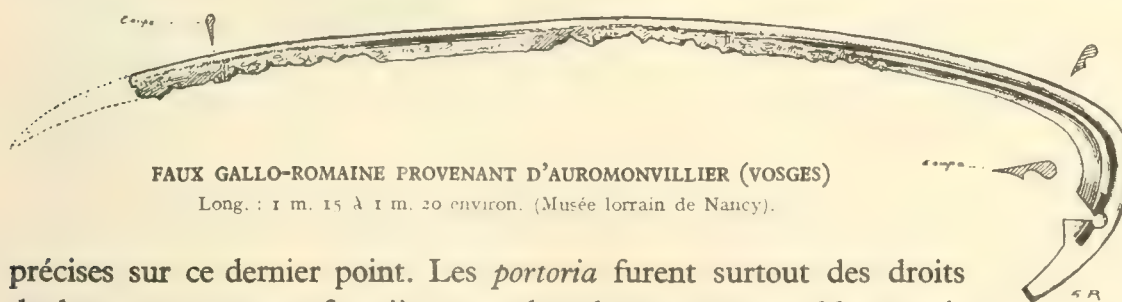 Coupe
coupe
FAUX GALLO-ROMAINE PROVENANT D'AUROMONVILLIER (VOSGES)
Long. : 1 m. 15 à 1 m. 20 environ. (Musée lorrain de Nancy).
précises sur ce dernier point. Les portoria furent surtout des droits